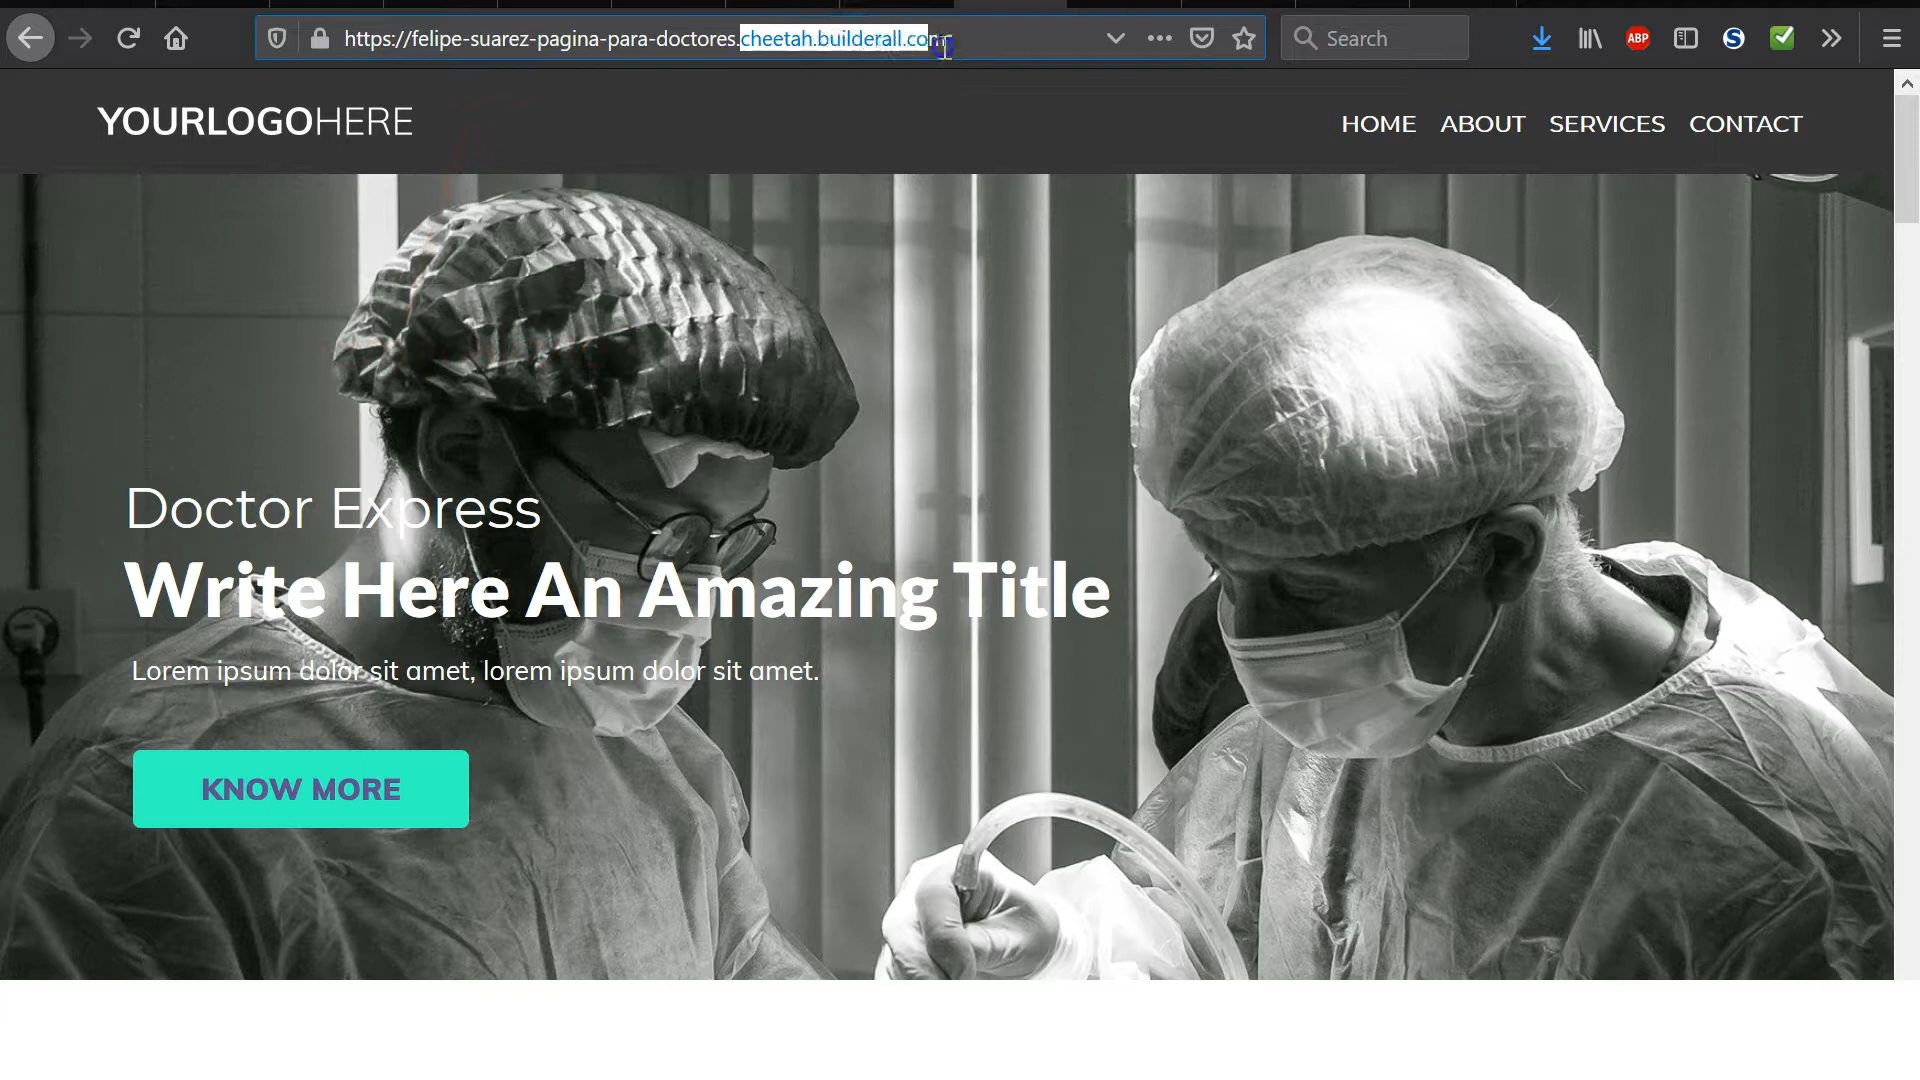 https://felipe-suarez-pagina-para-doctores.cheetah.builderall.com
Search
ABP
S
YOURLOGOHERE
HOME ABOUT SERVICES CONTACT
Doctor Express
Write Here An Amazing Title
Lorem ipsum dolor sit amet, lorem ipsum dolor sit amet.
KNOW MORE